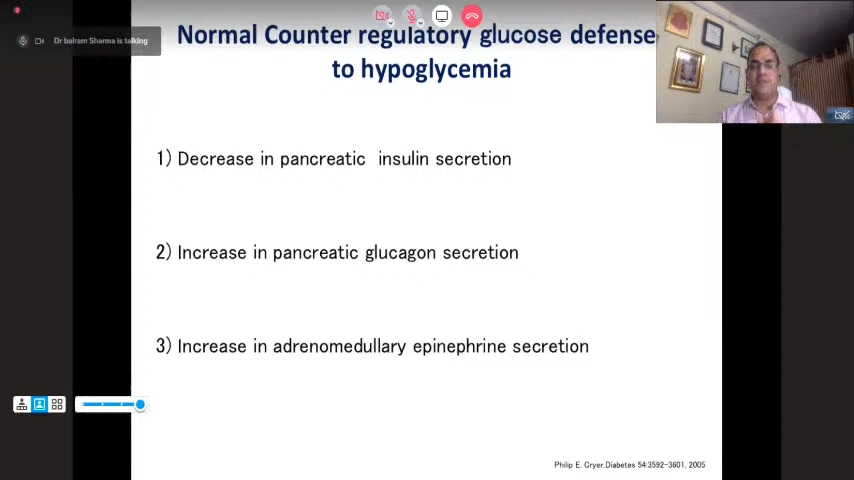 Dr balram Sharma is talking
Normal Counter regulatory glucose defense
to hypoglycemia
1) Decrease in pancreatic insulin secretion
2) Increase in pancreatic glucagon secretion
3) Increase in adrenomedullary epinephrine secretion
Philip E. Cryer.Diabetes 54:3592-3601, 2005